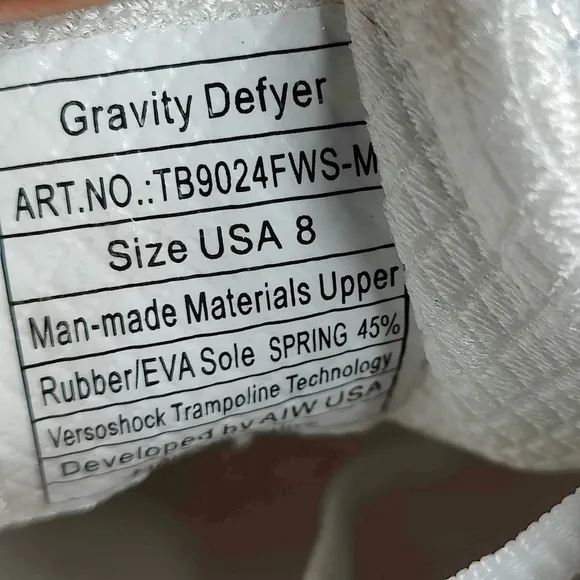 Gravity Defyer
ART.NO.:TB9024FWS-M
Size USA 8
Man-made Materials Upper
Rubber/EVA Sole SPRING 45%
Versoshock Trampoline Technology
Developed by AIW USA